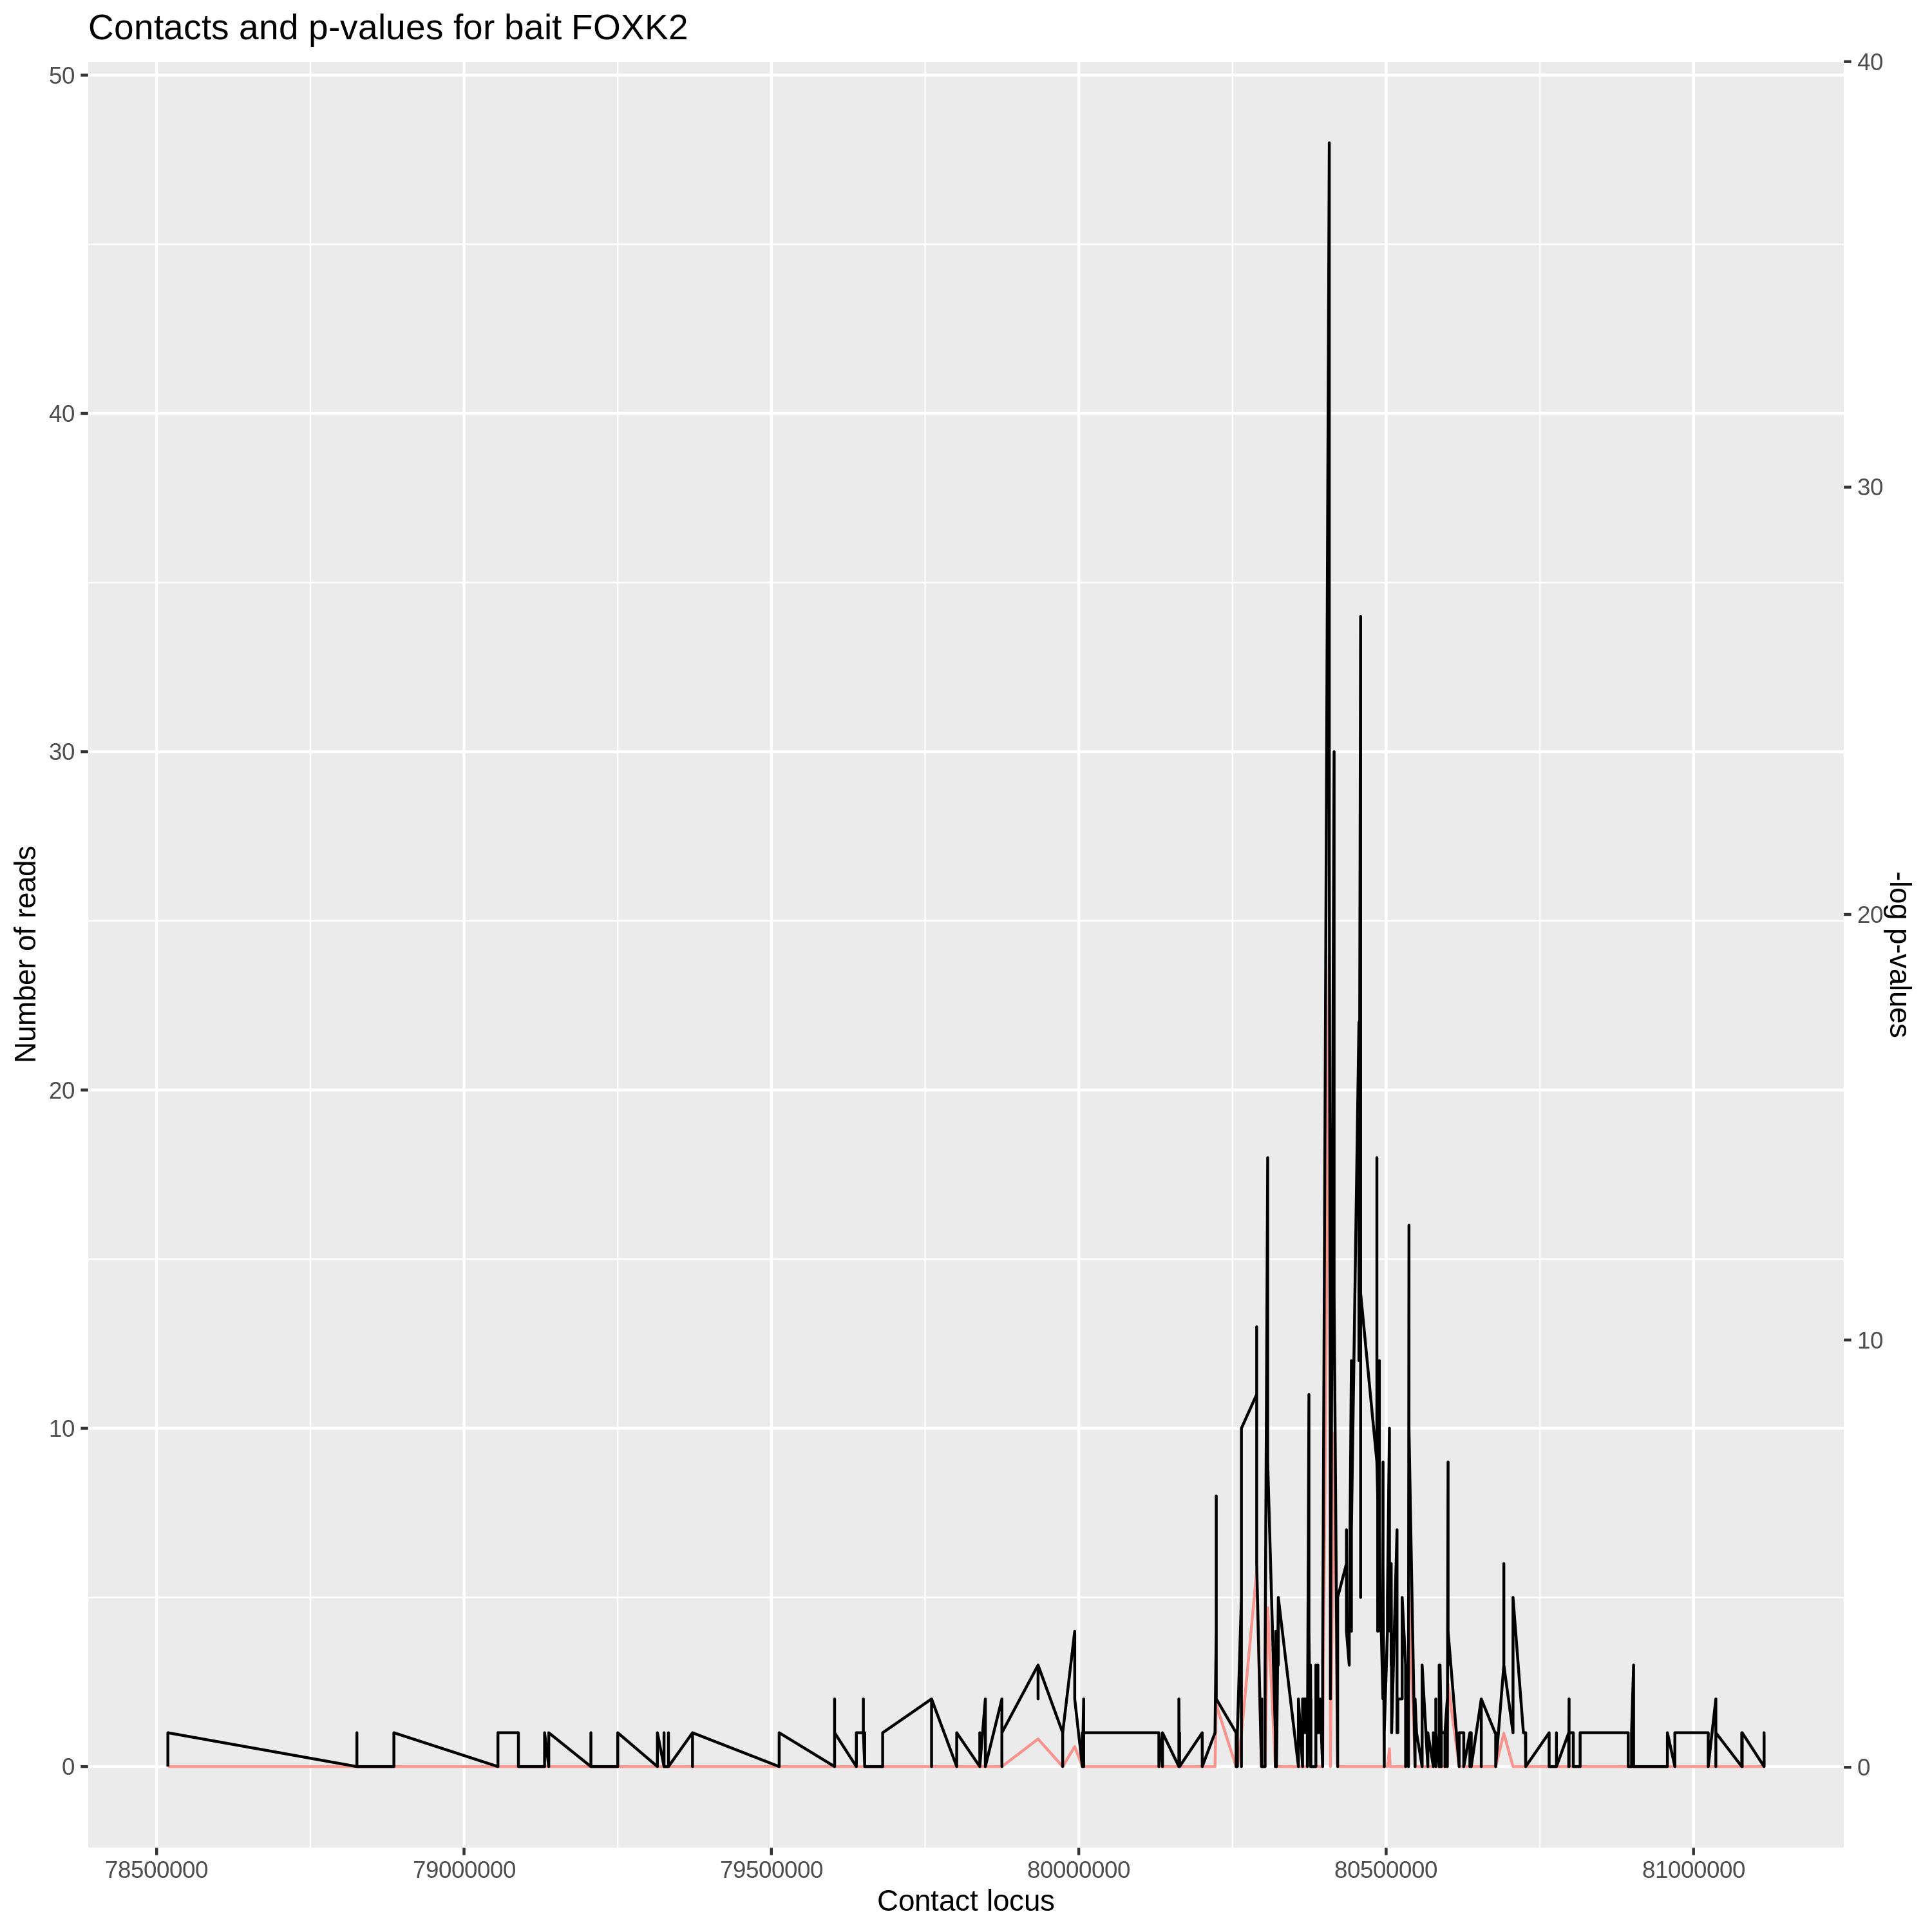 Contacts and p-values for bait FOXK2
50
40
30
20
10
0
Number of reads
40
30
20
10
0
-log p-values
78500000 79000000 79500000 80000000 80500000 81000000
Contact locus